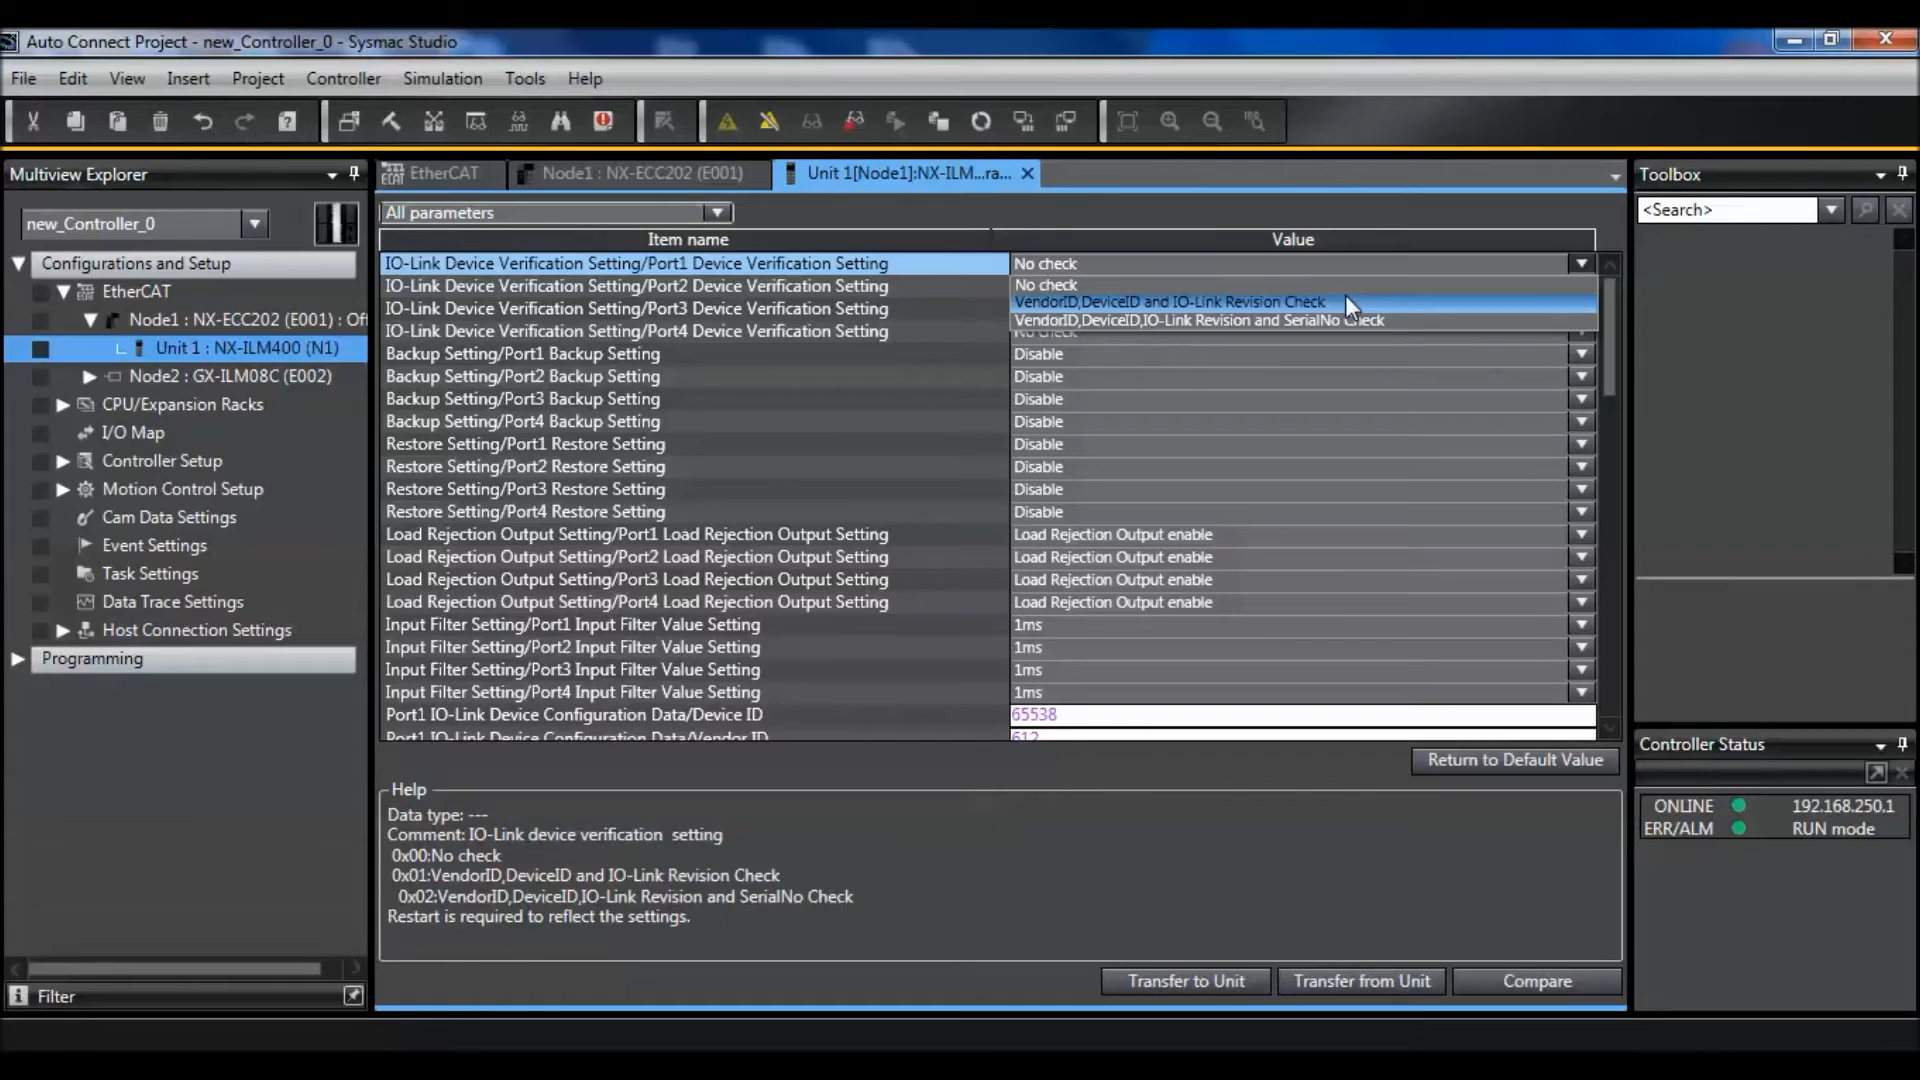 Auto Connect Project - new_Controller_0 - Sysmac Studio
File Edit View Insert Project Controller Simulation Tools Help
Multiview Explorer
new_Controller_0
Configurations and Setup
EtherCAT
Node1 : NX-ECC202 (E001) : Off
Unit 1 : NX-ILM400 (N1)
Node2 : GX-ILM08C (E002)
CPU/Expansion Racks
I/O Map
Controller Setup
Motion Control Setup
Cam Data Settings
Event Settings
Task Settings
Data Trace Settings
Host Connection Settings
Programming
Filter
EtherCAT Node1 : NX-ECC202 (E001) Unit 1[Node1]:NX-ILM...ra...
All parameters
Item name Value
IO-Link Device Verification Setting/Port1 Device Verification Setting No check
IO-Link Device Verification Setting/Port2 Device Verification Setting No check
IO-Link Device Verification Setting/Port3 Device Verification Setting VendorID,DeviceID and IO-Link Revision Check
IO-Link Device Verification Setting/Port4 Device Verification Setting VendorID,DeviceID,IO-Link Revision and SerialNo Check
No check
Backup Setting/Port1 Backup Setting Disable
Backup Setting/Port2 Backup Setting Disable
Backup Setting/Port3 Backup Setting Disable
Backup Setting/Port4 Backup Setting Disable
Restore Setting/Port1 Restore Setting Disable
Restore Setting/Port2 Restore Setting Disable
Restore Setting/Port3 Restore Setting Disable
Restore Setting/Port4 Restore Setting Disable
Load Rejection Output Setting/Port1 Load Rejection Output Setting Load Rejection Output enable
Load Rejection Output Setting/Port2 Load Rejection Output Setting Load Rejection Output enable
Load Rejection Output Setting/Port3 Load Rejection Output Setting Load Rejection Output enable
Load Rejection Output Setting/Port4 Load Rejection Output Setting Load Rejection Output enable
Input Filter Setting/Port1 Input Filter Value Setting 1ms
Input Filter Setting/Port2 Input Filter Value Setting 1ms
Input Filter Setting/Port3 Input Filter Value Setting 1ms
Input Filter Setting/Port4 Input Filter Value Setting 1ms
Port1 IO-Link Device Configuration Data/Device ID 65538
Port1 IO-Link Device Configuration Data/Vendor ID 612
Return to Default Value
Help
Data type: ---
Comment: IO-Link device verification setting
0x00:No check
0x01:VendorID,DeviceID and IO-Link Revision Check
0x02:VendorID,DeviceID,IO-Link Revision and SerialNo Check
Restart is required to reflect the settings.
Transfer to Unit Transfer from Unit Compare
Toolbox
<Search>
Controller Status
ONLINE 192.168.250.1
ERR/ALM RUN mode